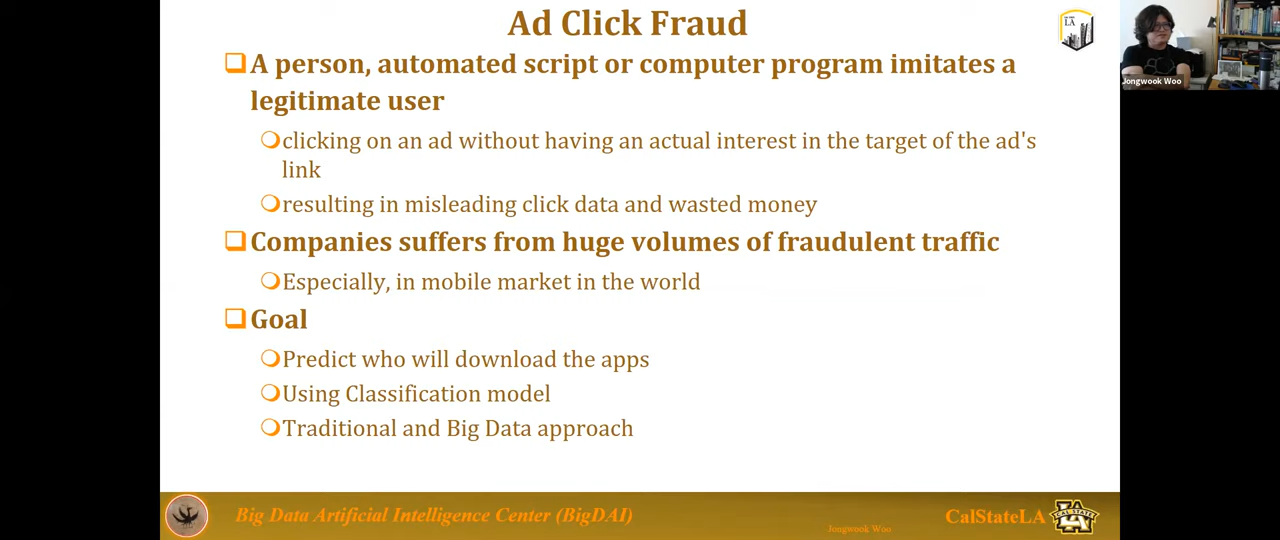 Ad Click Fraud
A person, automated script or computer program imitates a
legitimate user
clicking on an ad without having an actual interest in the target of the ad's
link
resulting in misleading click data and wasted money
Companies suffers from huge volumes of fraudulent traffic
Especially, in mobile market in the world
Goal
Predict who will download the apps
Using Classification model
Traditional and Big Data approach
Big Data Artificial Intelligence Center (BigDAI)
Jongwook Woo
CalStateLA
CAL STATE
LA
LA
Jongwook Woo